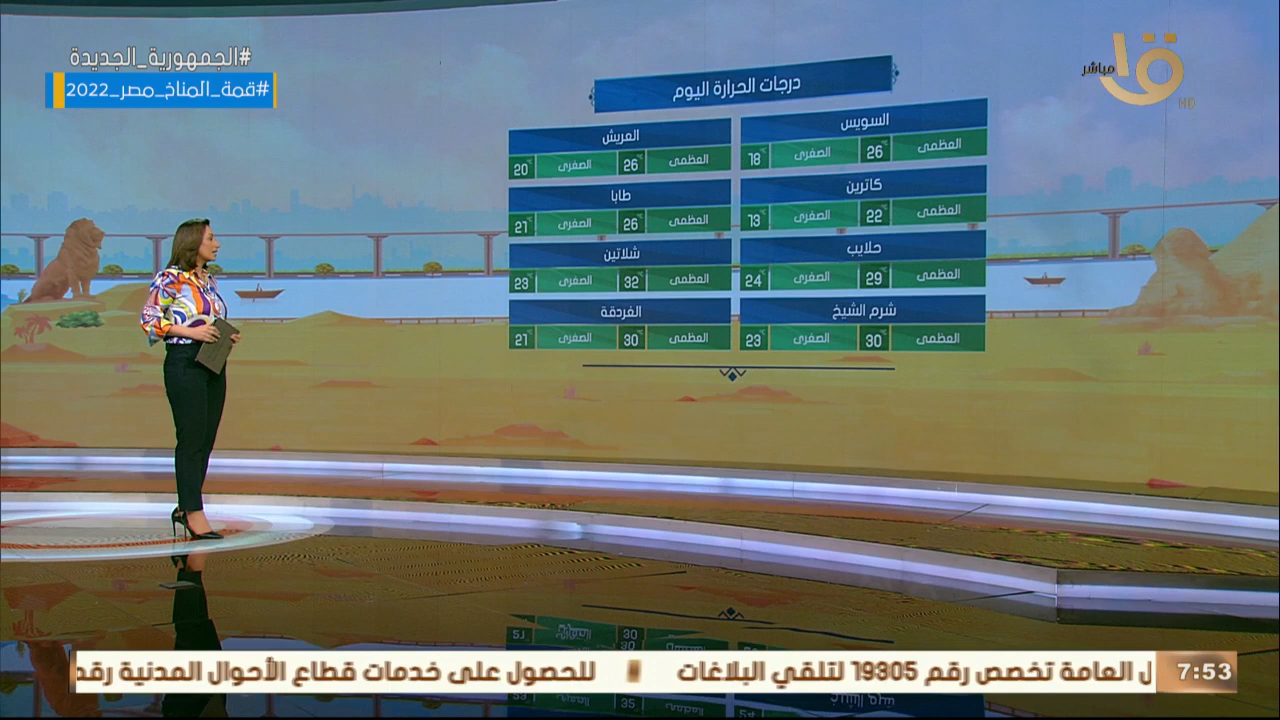 #الجمهورية_الجديدة
#قمة_المناخ_مصر_2022
مباشر
HD
درجات الحرارة اليوم
السويس
العظمى 26 الصغرى 18
كاترين
العظمى 22 الصغرى 13
حلايب
العظمى 29 الصغرى 24
شرم الشيخ
العظمى 30 الصغرى 23
العريش
العظمى 26 الصغرى 20
طابا
العظمى 26 الصغرى 21
شلاتين
العظمى 32 الصغرى 23
الغردقة
العظمى 30 الصغرى 21
7:53
ل العامة تخصص رقم 19805 لتلقي البلاغات للحصول على خدمات قطاع الأحوال المدنية رقم